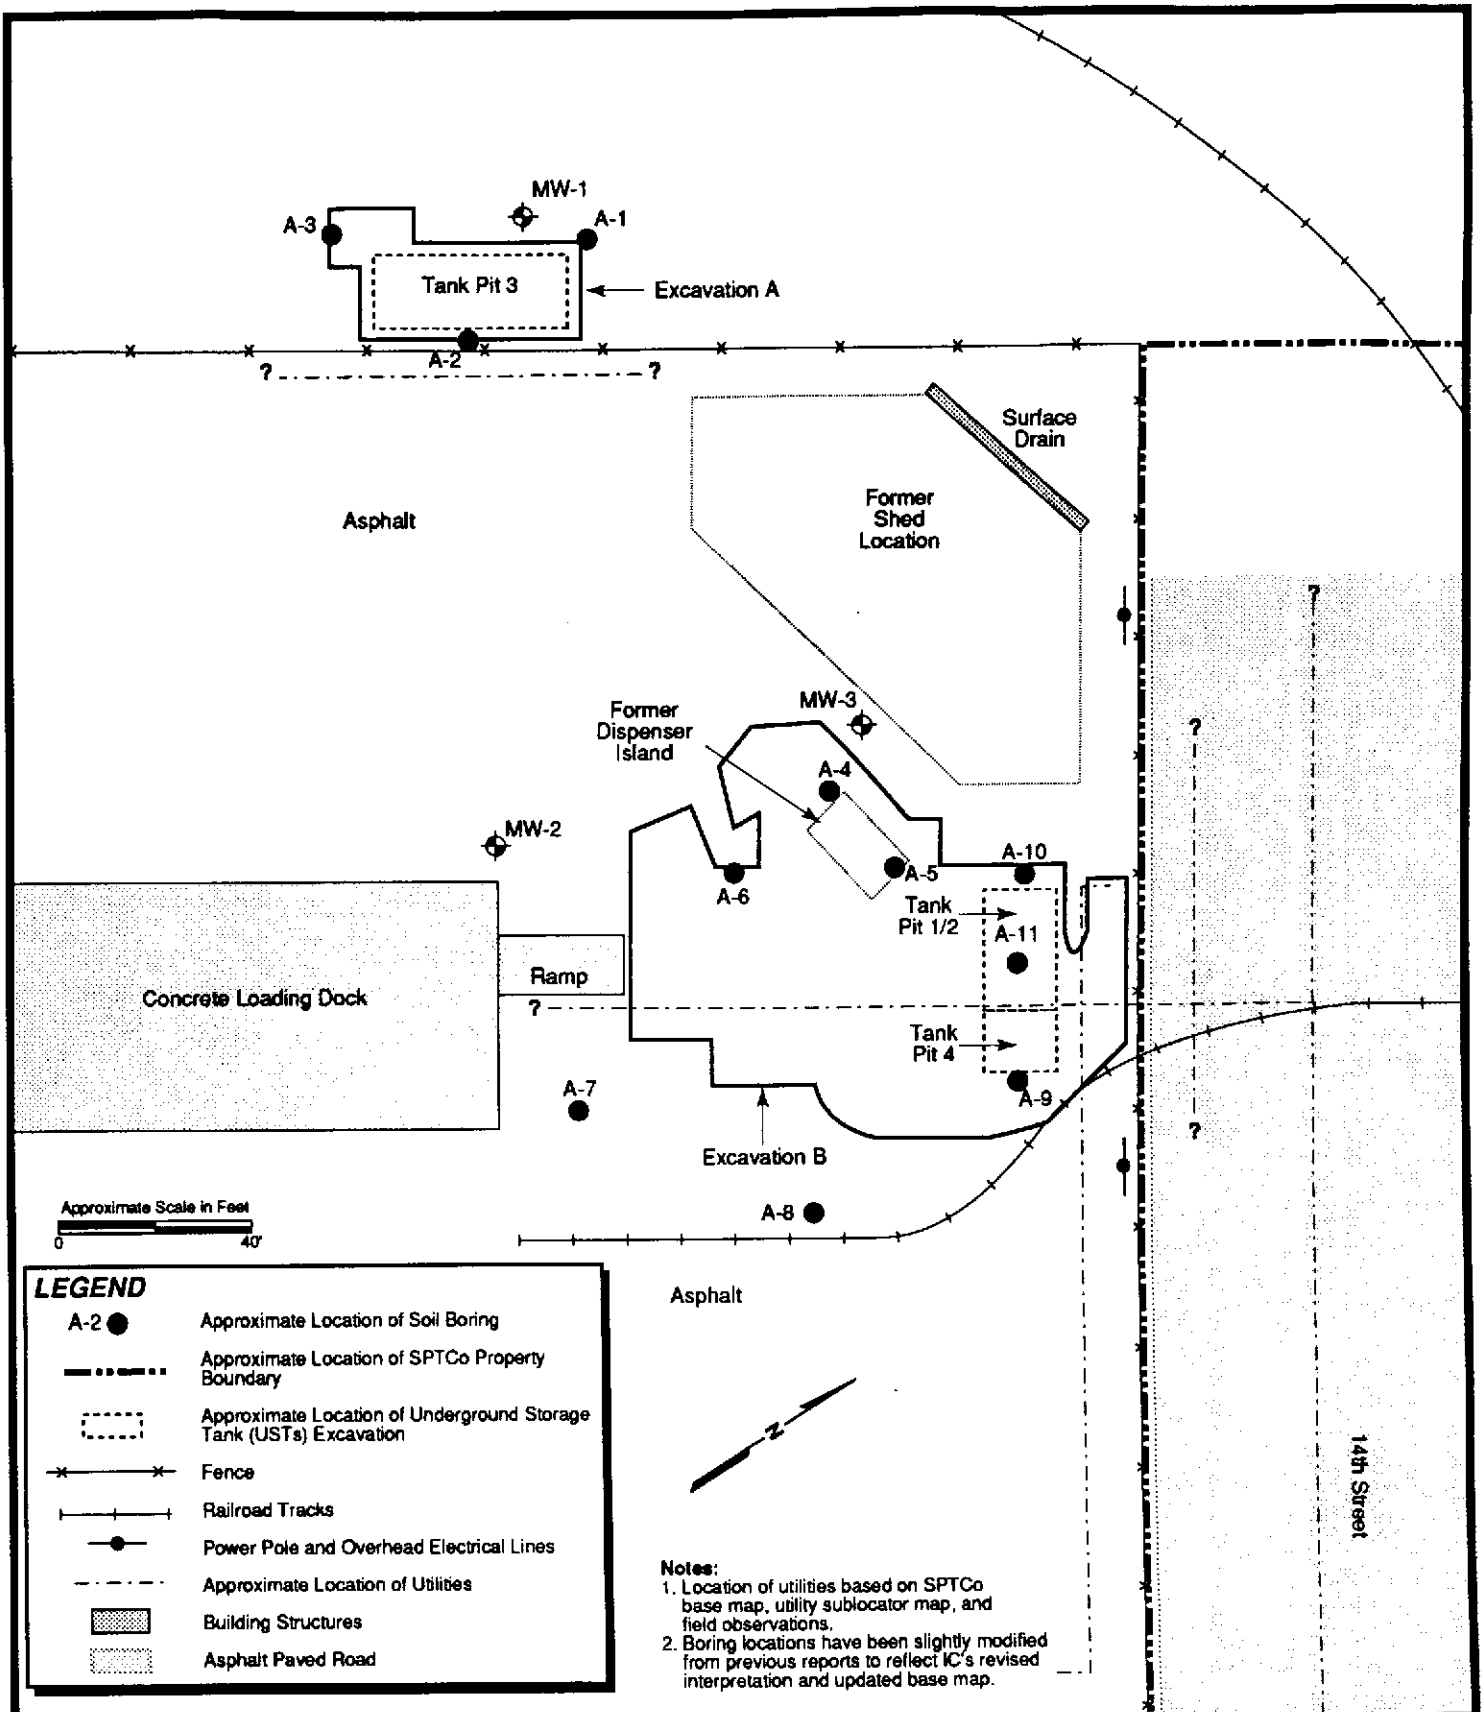 MW-1
A-3
A-1
Tank Pit 3
Excavation A
A-2
?
?
Surface
Drain
Former
Shed
Location
Asphalt
?
MW-3
Former
Dispenser
Island
?
A-4
MW-2
A-10
A-5
A-6
Tank
Pit 1/2
A-11
Ramp
Concrete Loading Dock
?
Tank
Pit 4
A-7
A-9
?
Excavation B
A-8
Approximate Scale in Feet
0 40'
Asphalt
LEGEND
A-2 Approximate Location of Soil Boring
Approximate Location of SPTCo Property
Boundary
Approximate Location of Underground Storage
Tank (USTs) Excavation
Fence
Railroad Tracks
Power Pole and Overhead Electrical Lines
Approximate Location of Utilities
Building Structures
Asphalt Paved Road
N
14th Street
Notes:
1. Location of utilities based on SPTCo
base map, utility sublocator map, and
field observations.
2. Boring locations have been slightly modified
from previous reports to reflect IC's revised
interpretation and updated base map.